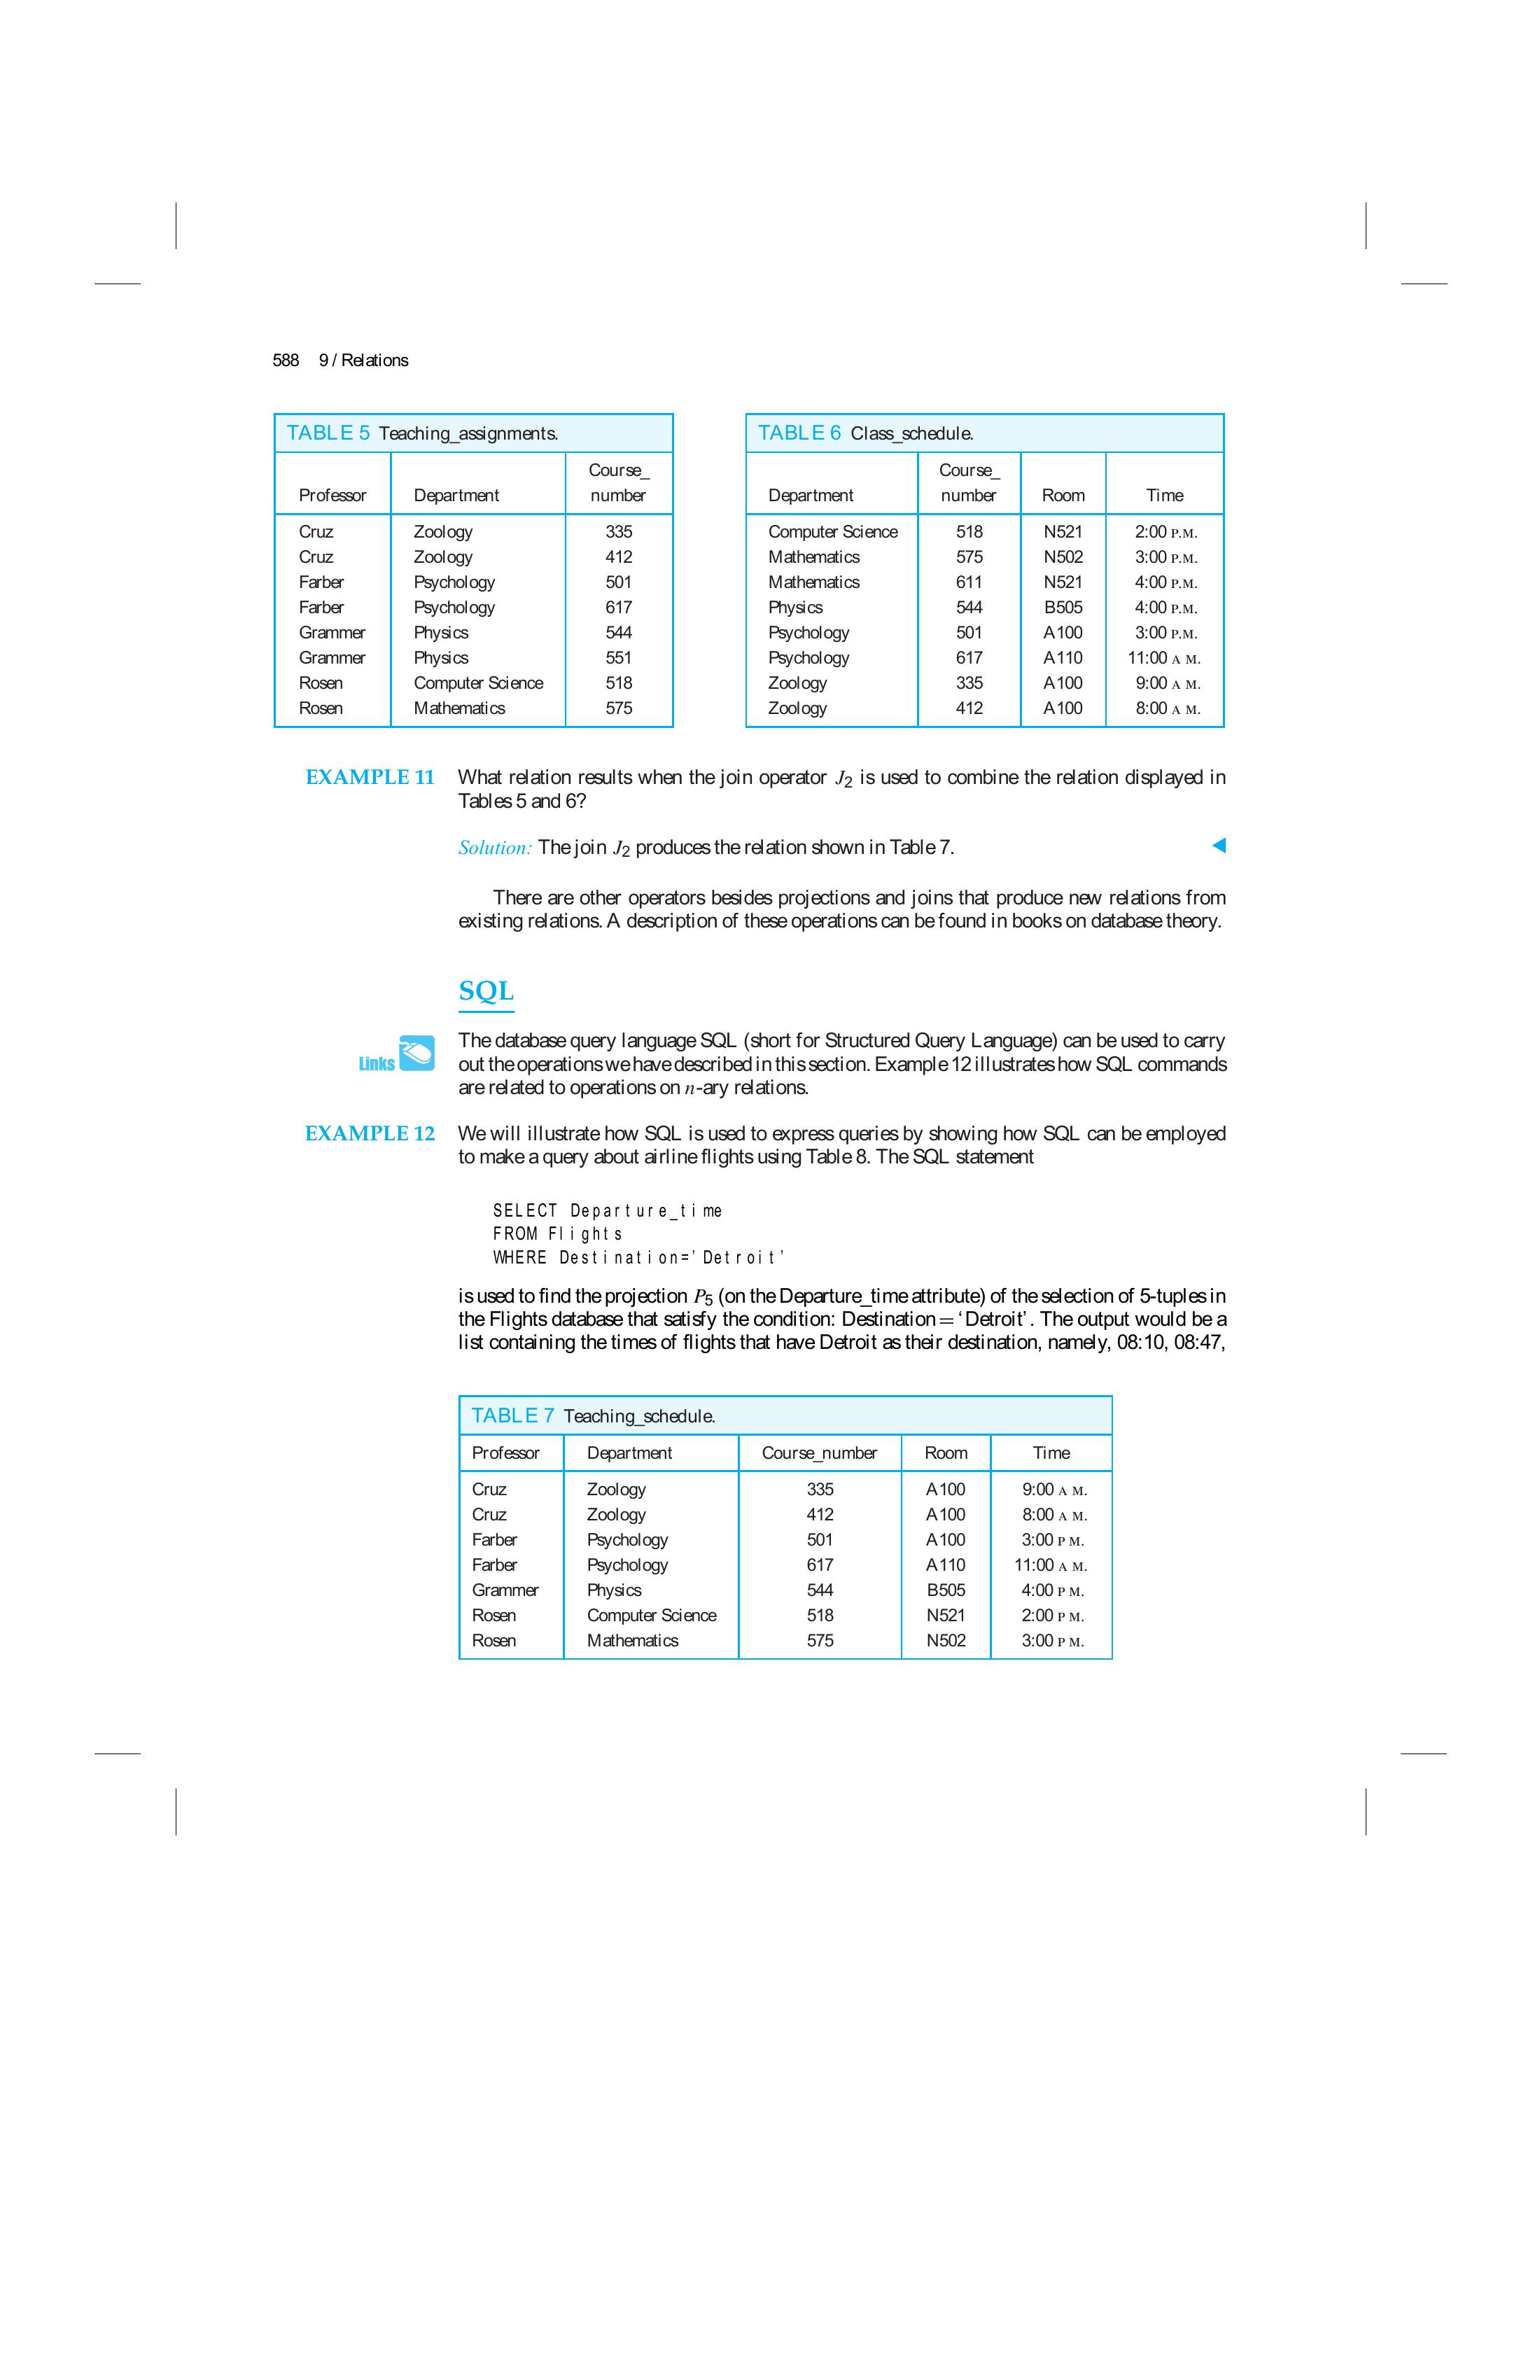 588 9 / Relations
TABLE 5 Teaching_assignments.
Professor Department Course_
number
Cruz Zoology 335
Cruz Zoology 412
Farber Psychology 501
Farber Psychology 617
Grammer Physics 544
Grammer Physics 551
Rosen Computer Science 518
Rosen Mathematics 575
TABLE 6 Class_schedule.
Department Course_
number Room Time
Computer Science 518 N521 2:00 P.M.
Mathematics 575 N502 3:00 P.M.
Mathematics 611 N521 4:00 P.M.
Physics 544 B505 4:00 P.M.
Psychology 501 A100 3:00 P.M.
Psychology 617 A110 11:00 A M.
Zoology 335 A100 9:00 A M.
Zoology 412 A100 8:00 A M.
EXAMPLE 11 What relation results when the join operator J2 is used to combine the relation displayed in
Tables 5 and 6?
Solution: The join J2 produces the relation shown in Table 7.
There are other operators besides projections and joins that produce new relations from
existing relations. A description of these operations can be found in books on database theory.
SQL
Links
The database query language SQL (short for Structured Query Language) can be used to carry
out the operations we have described in this section. Example 12 illustrates how SQL commands
are related to operations on n-ary relations.
EXAMPLE 12 We will illustrate how SQL is used to express queries by showing how SQL can be employed
to make a query about airline flights using Table 8. The SQL statement
SELECT Departure_time
FROM Flights
WHERE Destination=’Detroit’
is used to find the projection P5 (on the Departure_time attribute) of the selection of 5-tuples in
the Flights database that satisfy the condition: Destination = ‘Detroit’. The output would be a
list containing the times of flights that have Detroit as their destination, namely, 08:10, 08:47,
TABLE 7 Teaching_schedule.
Professor Department Course_number Room Time
Cruz Zoology 335 A100 9:00 A M.
Cruz Zoology 412 A100 8:00 A M.
Farber Psychology 501 A100 3:00 P M.
Farber Psychology 617 A110 11:00 A M.
Grammer Physics 544 B505 4:00 P M.
Rosen Computer Science 518 N521 2:00 P M.
Rosen Mathematics 575 N502 3:00 P M.